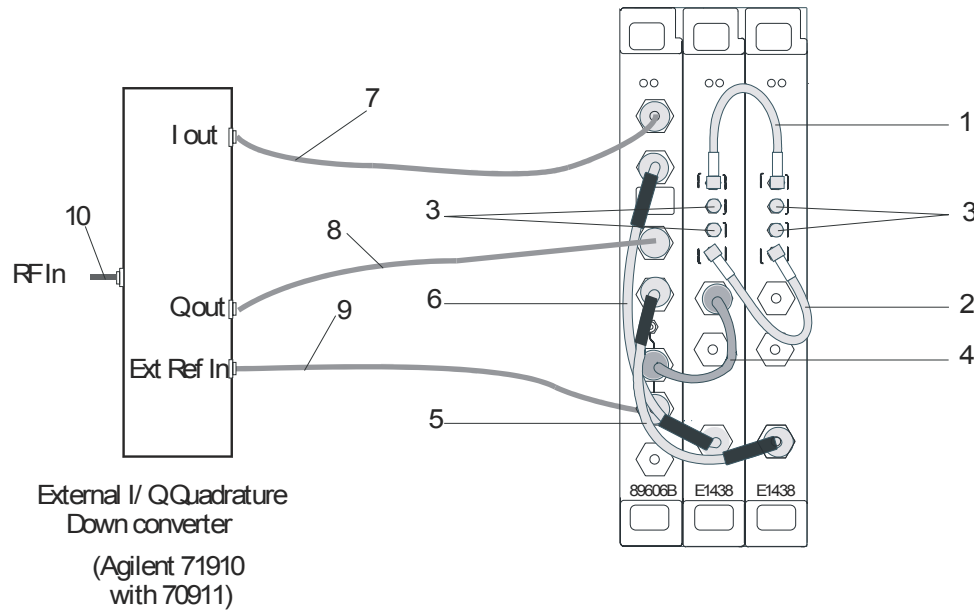 7
I out
1
10
3
3
8
RF In
Q out
6
2
9
4
Ext Ref In
5
89606B
E1438
E1438
External I/ Q Quadrature
Down converter
(Agilent 71910
with 70911)